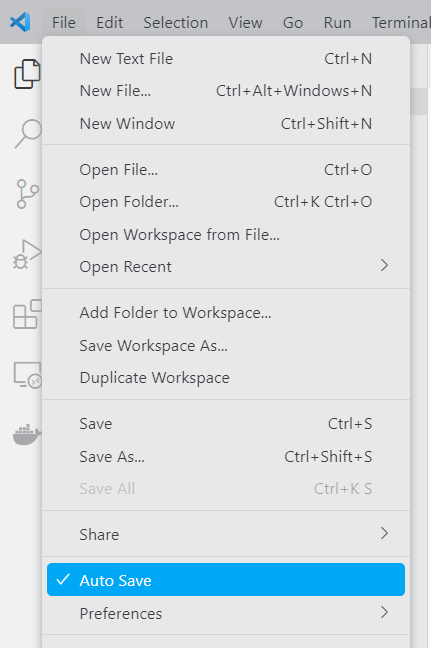 File Edit Selection View Go Run Terminal
New Text File Ctrl+N
New File... Ctrl+Alt+Windows+N
New Window Ctrl+Shift+N
Open File... Ctrl+O
Open Folder... Ctrl+K Ctrl+O
Open Workspace from File...
Open Recent
Add Folder to Workspace...
Save Workspace As...
Duplicate Workspace
Save Ctrl+S
Save As... Ctrl+Shift+S
Save All Ctrl+K S
Share
Auto Save
Preferences